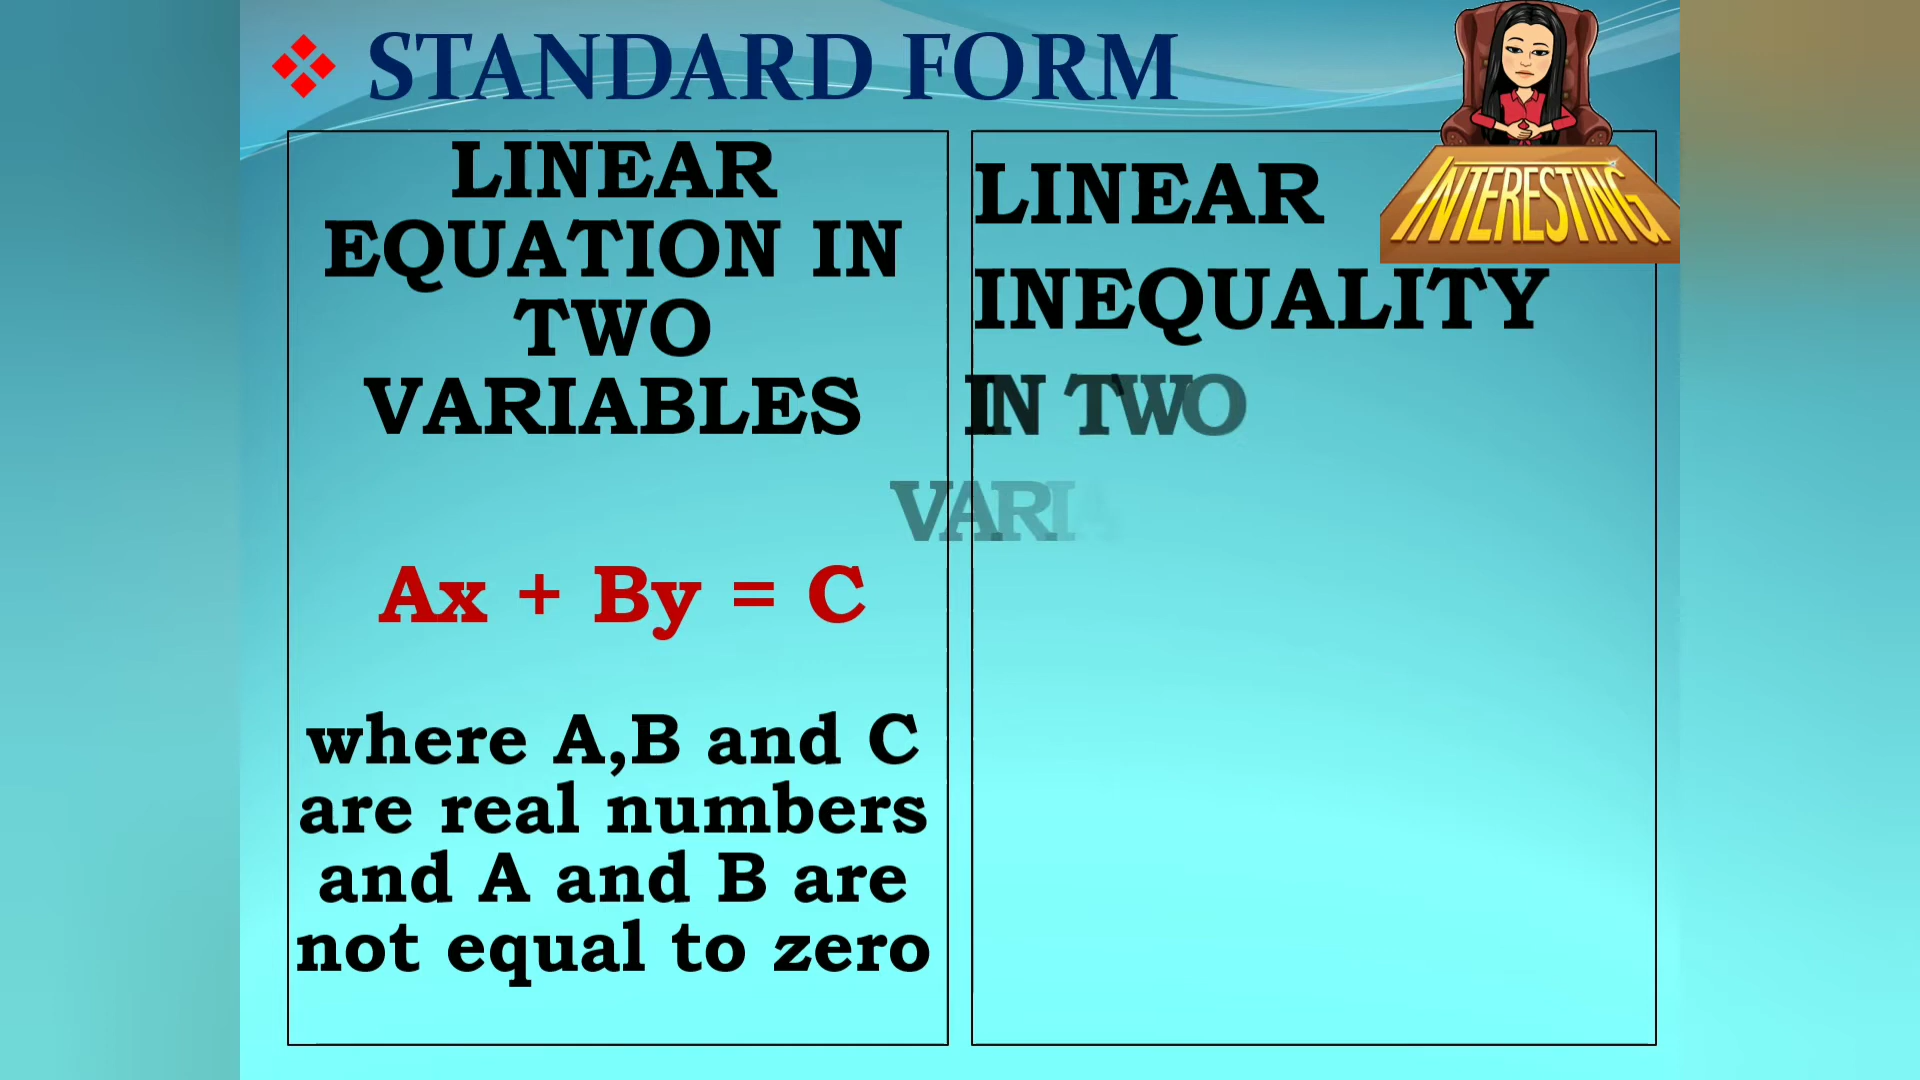 STANDARD FORM
LINEAR
EQUATION IN
TWO
VARIABLES
Ax + By = C
where A,B and C
are real numbers
and A and B are
not equal to zero
LINEAR
INEQUALITY
IN TWO
VARIA
INTERESTING